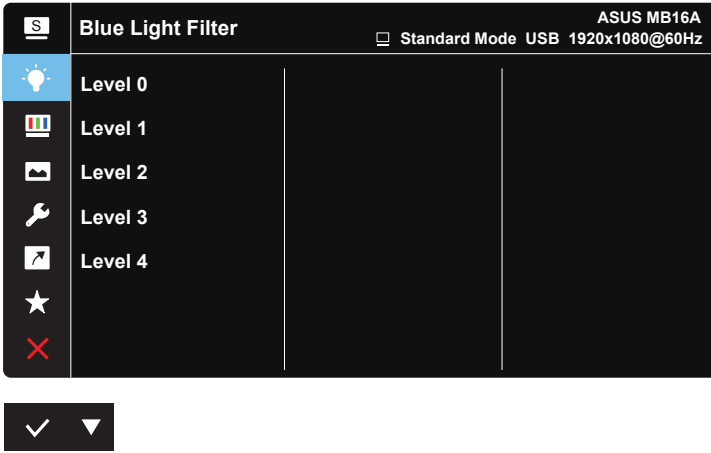 S
Blue Light Filter
ASUS MB16A
Standard Mode USB 1920x1080@60Hz
Level 0
Level 1
Level 2
Level 3
Level 4